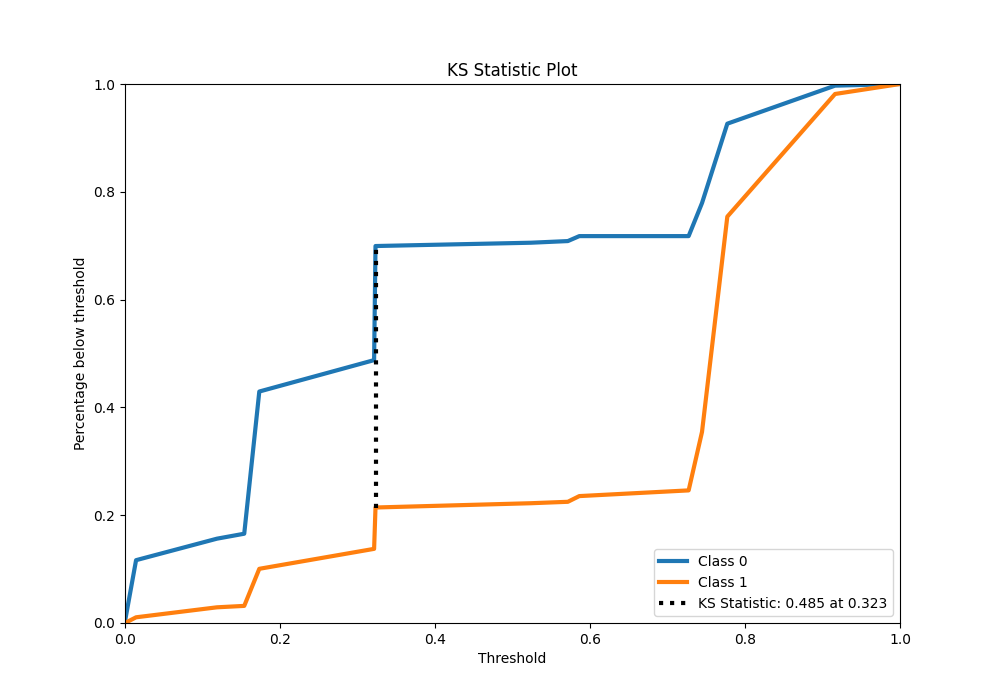 KS Statistic Plot
1.0
0.8
0.6
0.4
0.2
0.0
Percentage below threshold
0.0 0.2 0.4 0.6 0.8 1.0
Threshold
Class 0
Class 1
KS Statistic: 0.485 at 0.323